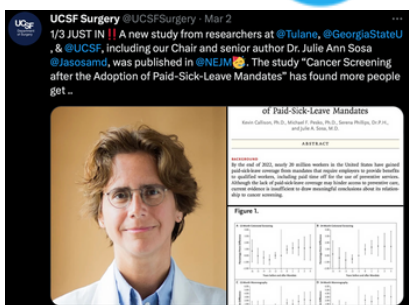 UCSF Surgery @UCSFSurgery · Mar 2
1/3 JUST IN‼️A new study from researchers at @Tulane, @GeorgiaStateU
, & @UCSF, including our Chair and senior author Dr. Julie Ann Sosa
@Jasosamd, was published in @NEJM🥳. The study “Cancer Screening
after the Adoption of Paid-Sick-Leave Mandates” has found more people
get ..
of Paid-Sick-Leave Mandates
Kevin Callison, Ph.D., Michael F. Pesko, Ph.D., Serena Phillips, Dr.P.H.,
and Julie A. Sosa, M.D.
ABSTRACT
BACKGROUND
By the end of 2022, nearly 20 million workers in the United States have gained
paid-sick-leave coverage from mandates that require employers to provide benefits
to qualified workers, including paid time off for the use of preventive services.
Although the lack of paid-sick-leave coverage may hinder access to preventive care,
current evidence is insufficient to draw meaningful conclusions about its relation-
ship to cancer screening.
Figure 1.